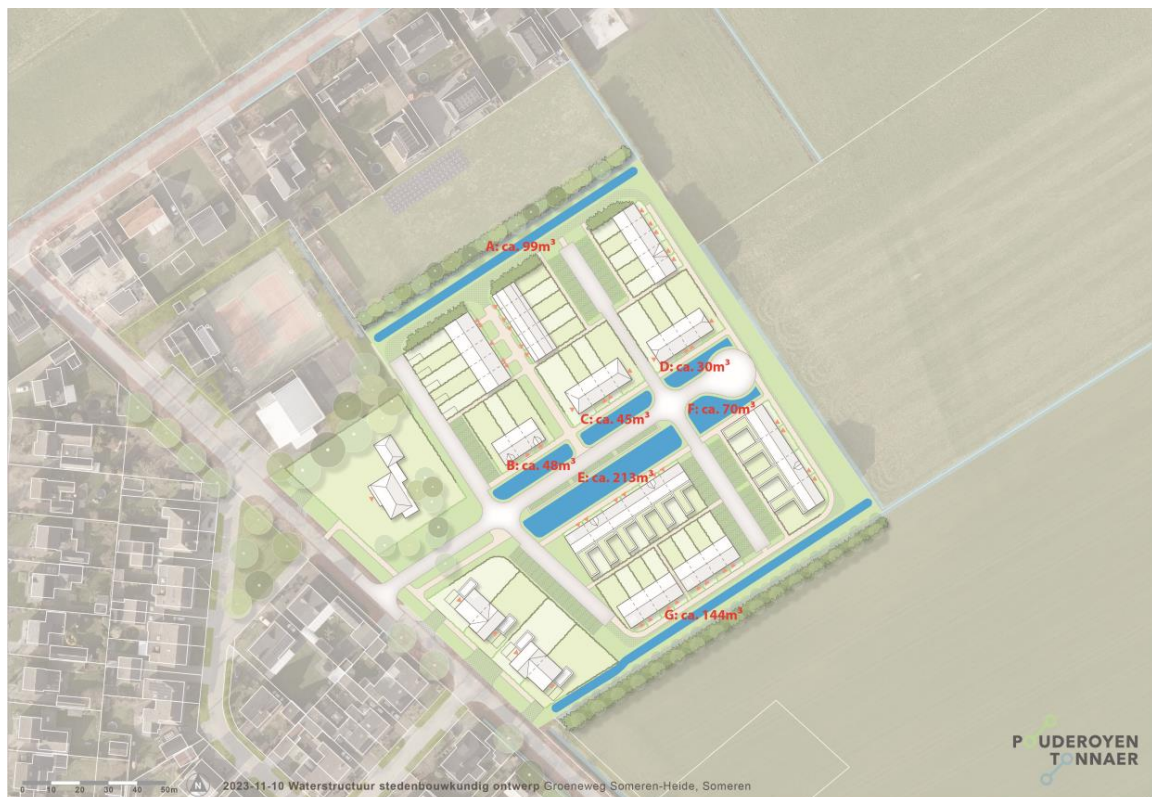 A: ca. 99m³
D: ca. 30m³
F: ca. 70m³
C: ca. 45m³
B: ca. 48m³
E: ca. 213m³
G: ca. 144m³
POUDEROYEN
TONNAER
0 10 20 30 40 50m N 2023-11-10 Waterstructuur stedenbouwkundig ontwerp Groeneweg Someren-Heide, Someren